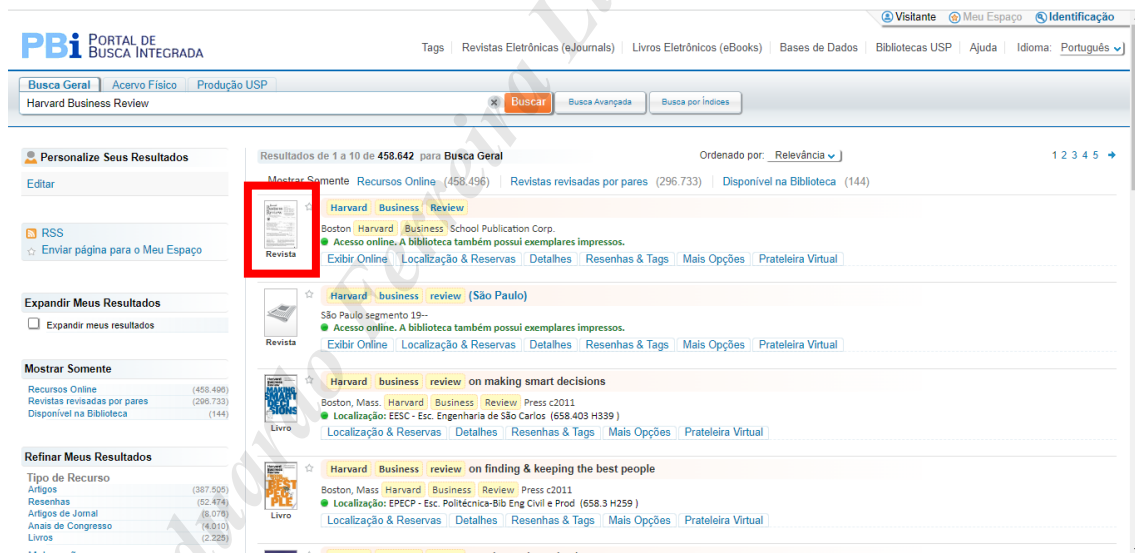 Visitante Meu Espaço Identificação
PBi PORTAL DE BUSCA INTEGRADA
Tags Revistas Eletrônicas (eJournals) Livros Eletrônicos (eBooks) Bases de Dados Bibliotecas USP Ajuda Idioma: Português
Busca Geral Acervo Físico Produção USP
Harvard Business Review Buscar Busca Avançada Busca por Índices
Personalize Seus Resultados
Editar
RSS
Enviar página para o Meu Espaço
Expandir Meus Resultados
Expandir meus resultados
Mostrar Somente
Recursos Online (458.496)
Revistas revisadas por pares (296.733)
Disponível na Biblioteca (144)
Refinar Meus Resultados
Tipo de Recurso
Artigos (387.505)
Resenhas (52.474)
Artigos de Jornal (8.076)
Anais de Congresso (4.010)
Livros (2.225)
Resultados de 1 a 10 de 458.642 para Busca Geral Ordenado por: Relevância 1 2 3 4 5
Mostrar Somente Recursos Online (458.496) Revistas revisadas por pares (296.733) Disponível na Biblioteca (144)
Harvard Business Review
Boston Harvard Business School Publication Corp.
Acesso online. A biblioteca também possui exemplares impressos.
Revista
Exibir Online Localização & Reservas Detalhes Resenhas & Tags Mais Opções Prateleira Virtual
Harvard business review (São Paulo)
São Paulo segmento 19--
Acesso online. A biblioteca também possui exemplares impressos.
Revista
Exibir Online Localização & Reservas Detalhes Resenhas & Tags Mais Opções Prateleira Virtual
Harvard business review on making smart decisions
MAKING
SMART
DECI
SIONS
Boston, Mass. Harvard Business Review Press c2011
Localização: EESC - Esc. Engenharia de São Carlos (658.403 H339 )
Livro
Localização & Reservas Detalhes Resenhas & Tags Mais Opções Prateleira Virtual
Harvard business review on finding & keeping the best people
BEST
PEO
PLE
Boston, Mass Harvard Business Review Press c2011
Localização: EPECP - Esc. Politécnica-Bib Eng Civil e Prod (658.3 H259 )
Livro
Localização & Reservas Detalhes Resenhas & Tags Mais Opções Prateleira Virtual